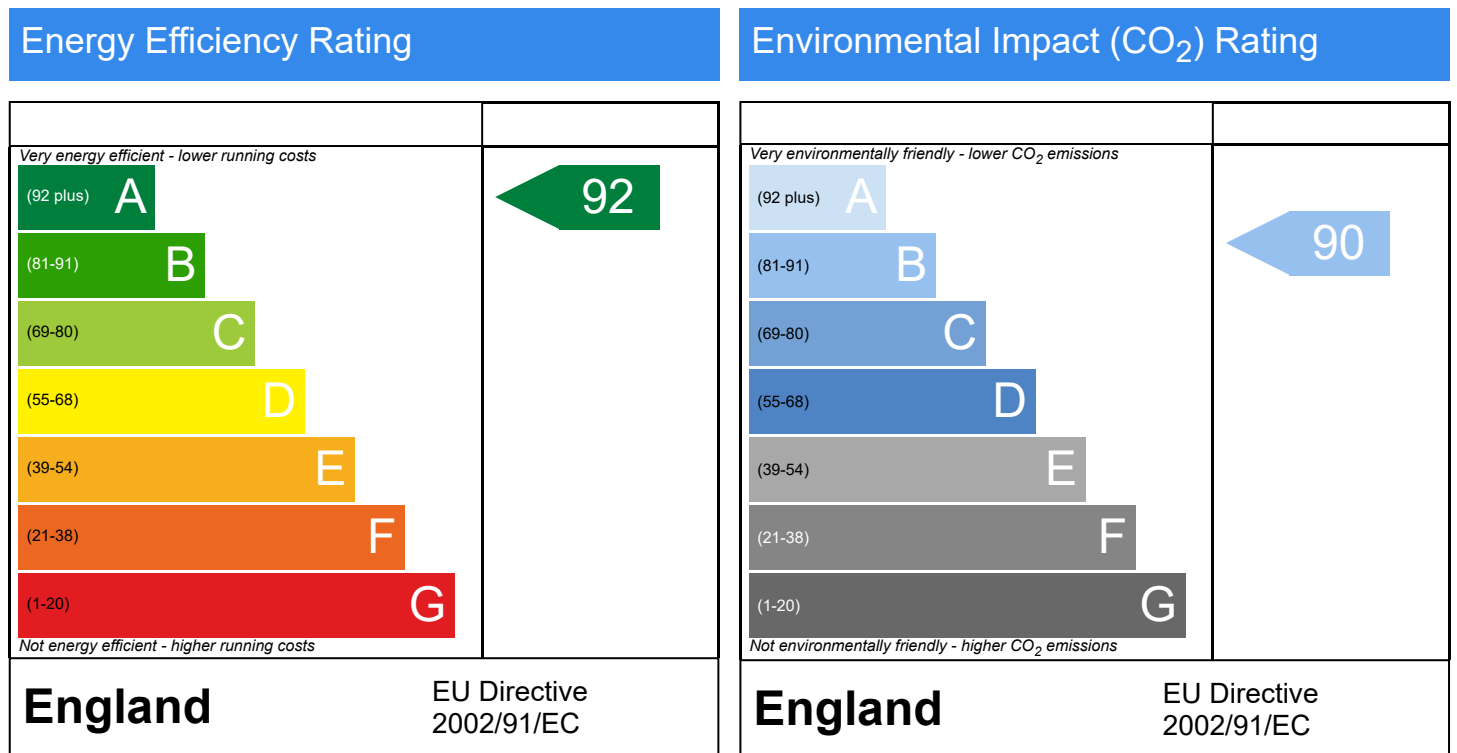 Energy Efficiency Rating
Very energy efficient - lower running costs
(92 plus) A
92
(81-91) B
(69-80) C
(55-68) D
(39-54) E
(21-38) F
(1-20) G
Not energy efficient - higher running costs
England
EU Directive
2002/91/EC
Environmental Impact (CO₂) Rating
Very environmentally friendly - lower CO₂ emissions
(92 plus) A
(81-91) B
90
(69-80) C
(55-68) D
(39-54) E
(21-38) F
(1-20) G
Not environmentally friendly - higher CO₂ emissions
England
EU Directive
2002/91/EC